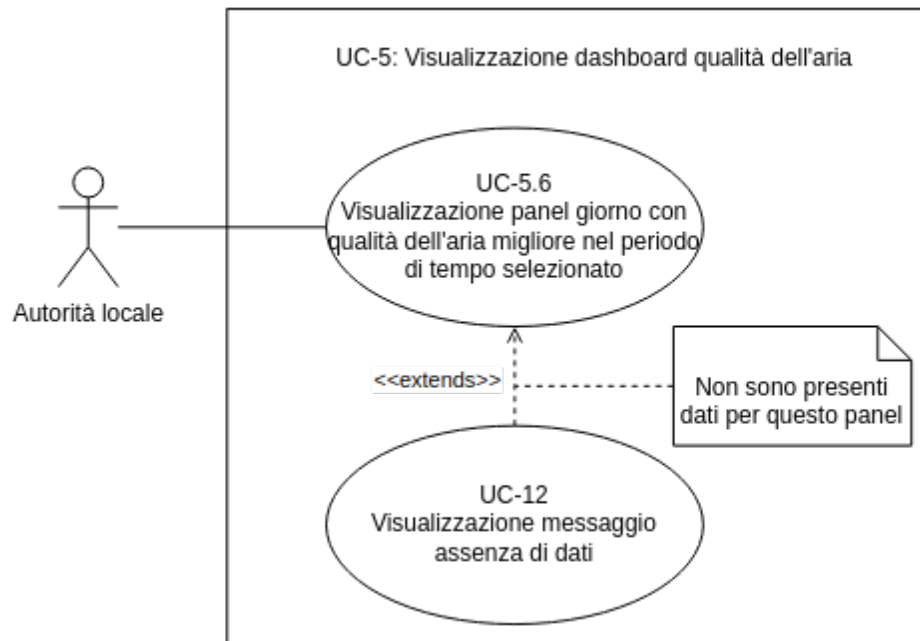 UC-5: Visualizzazione dashboard qualità dell'aria
UC-5.6
Visualizzazione panel giorno con
qualità dell'aria migliore nel periodo
di tempo selezionato
Autorità locale
<<extends>>
Non sono presenti
dati per questo panel
UC-12
Visualizzazione messaggio
assenza di dati